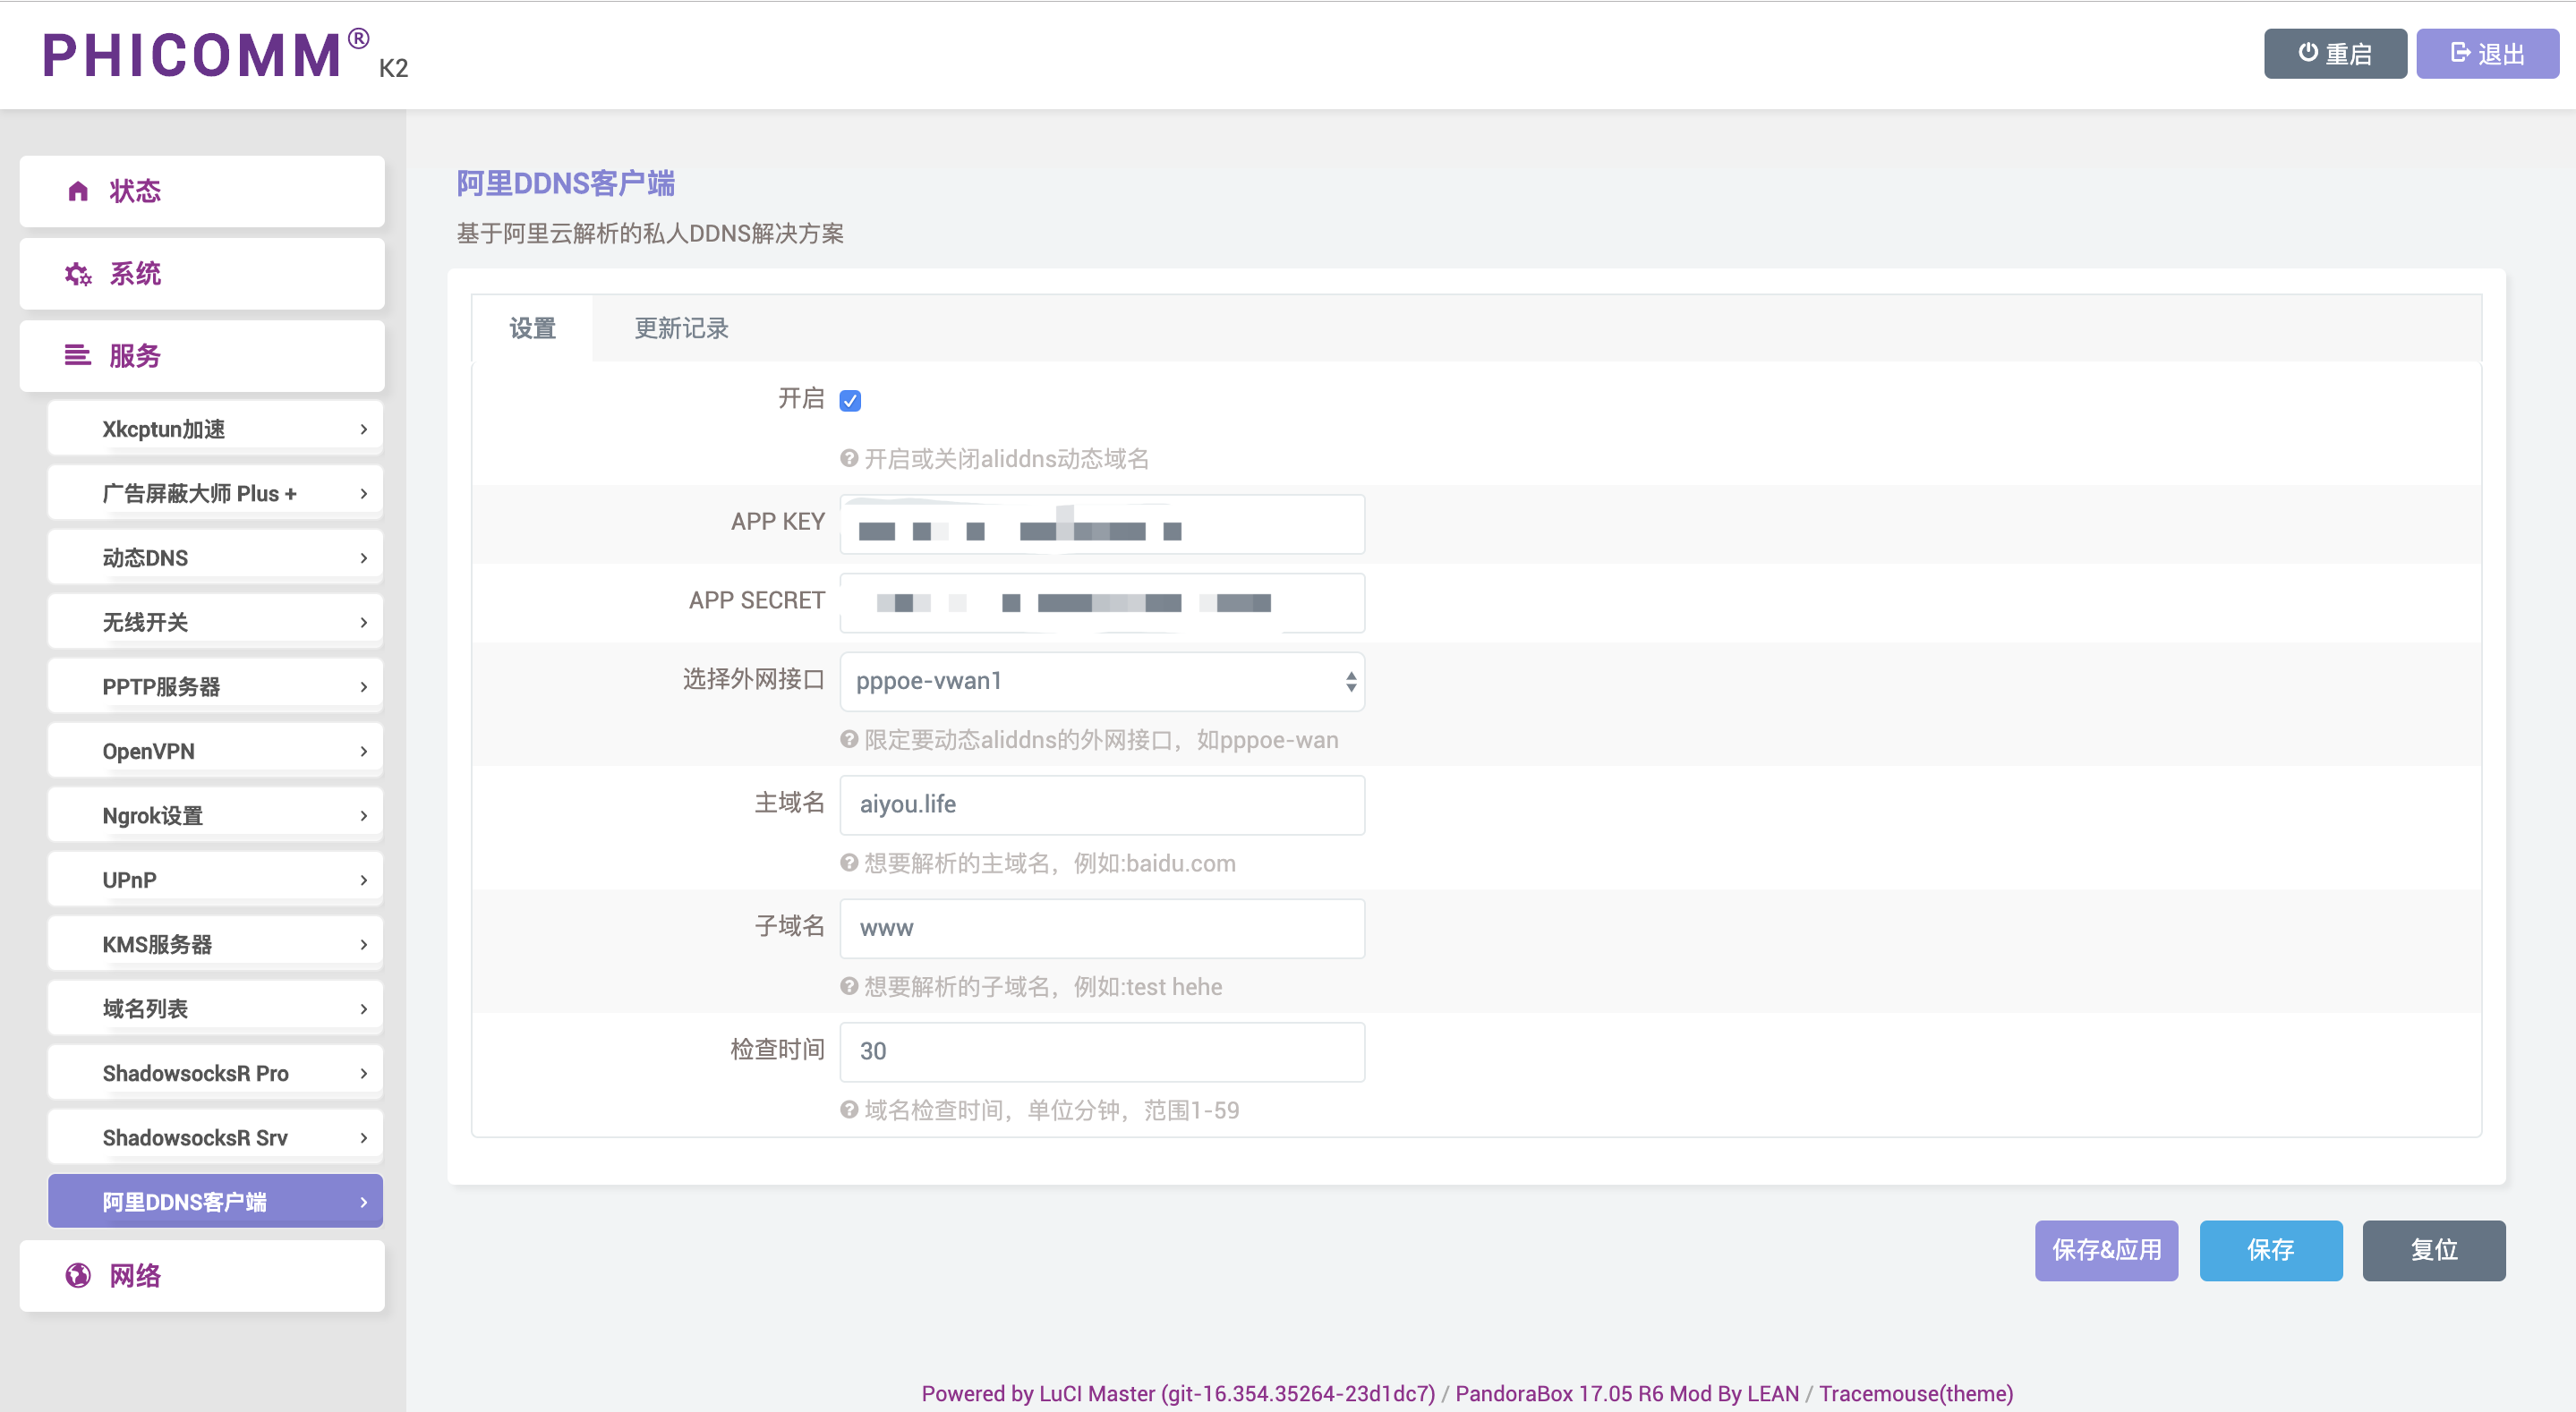 PHICOMM® K2
重启
退出
状态
系统
服务
Xkcptun加速
广告屏蔽大师 Plus +
动态DNS
无线开关
PPTP服务器
OpenVPN
Ngrok设置
UPnP
KMS服务器
域名列表
ShadowsocksR Pro
ShadowsocksR Srv
阿里DDNS客户端
网络
阿里DDNS客户端
基于阿里云解析的私人DDNS解决方案
设置 更新记录
开启
开启或关闭aliddns动态域名
APP KEY
APP SECRET
选择外网接口 pppoe-vwan1
限定要动态aliddns的外网接口，如pppoe-wan
主域名 aiyou.life
想要解析的主域名，例如:baidu.com
子域名 www
想要解析的子域名，例如:test hehe
检查时间 30
域名检查时间，单位分钟，范围1-59
保存&应用 保存 复位
Powered by LuCI Master (git-16.354.35264-23d1dc7) / PandoraBox 17.05 R6 Mod By LEAN / Tracemouse(theme)